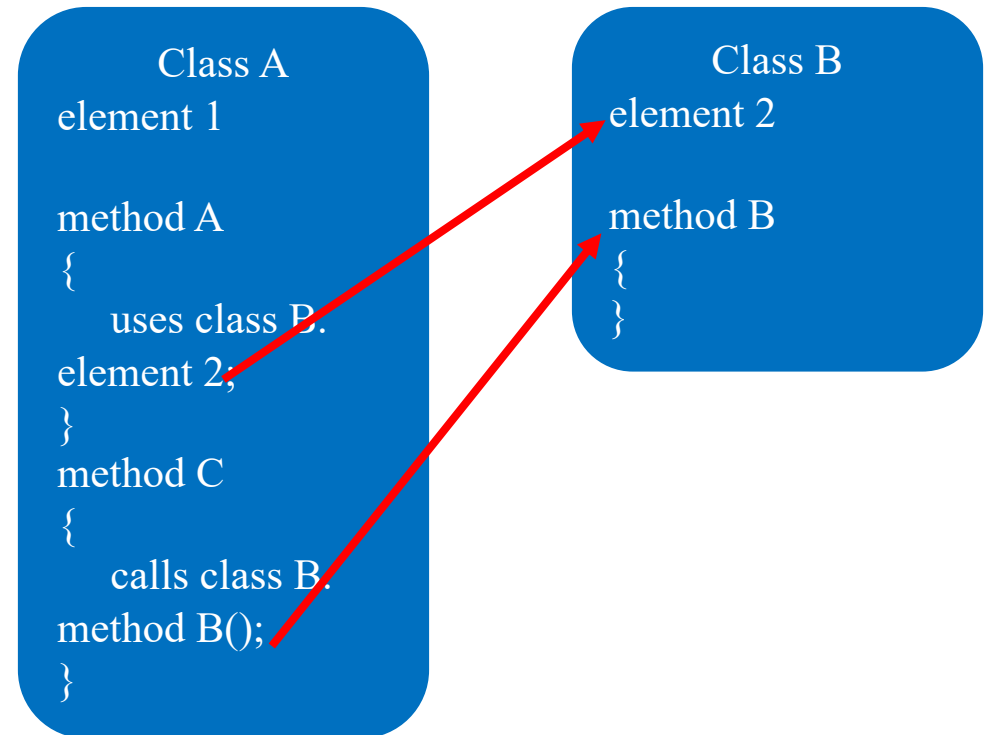 Class A
element 1
method A
{
uses class B.
element 2;
}
method C
{
calls class B.
method B();
}
Class B
element 2
method B
{
}